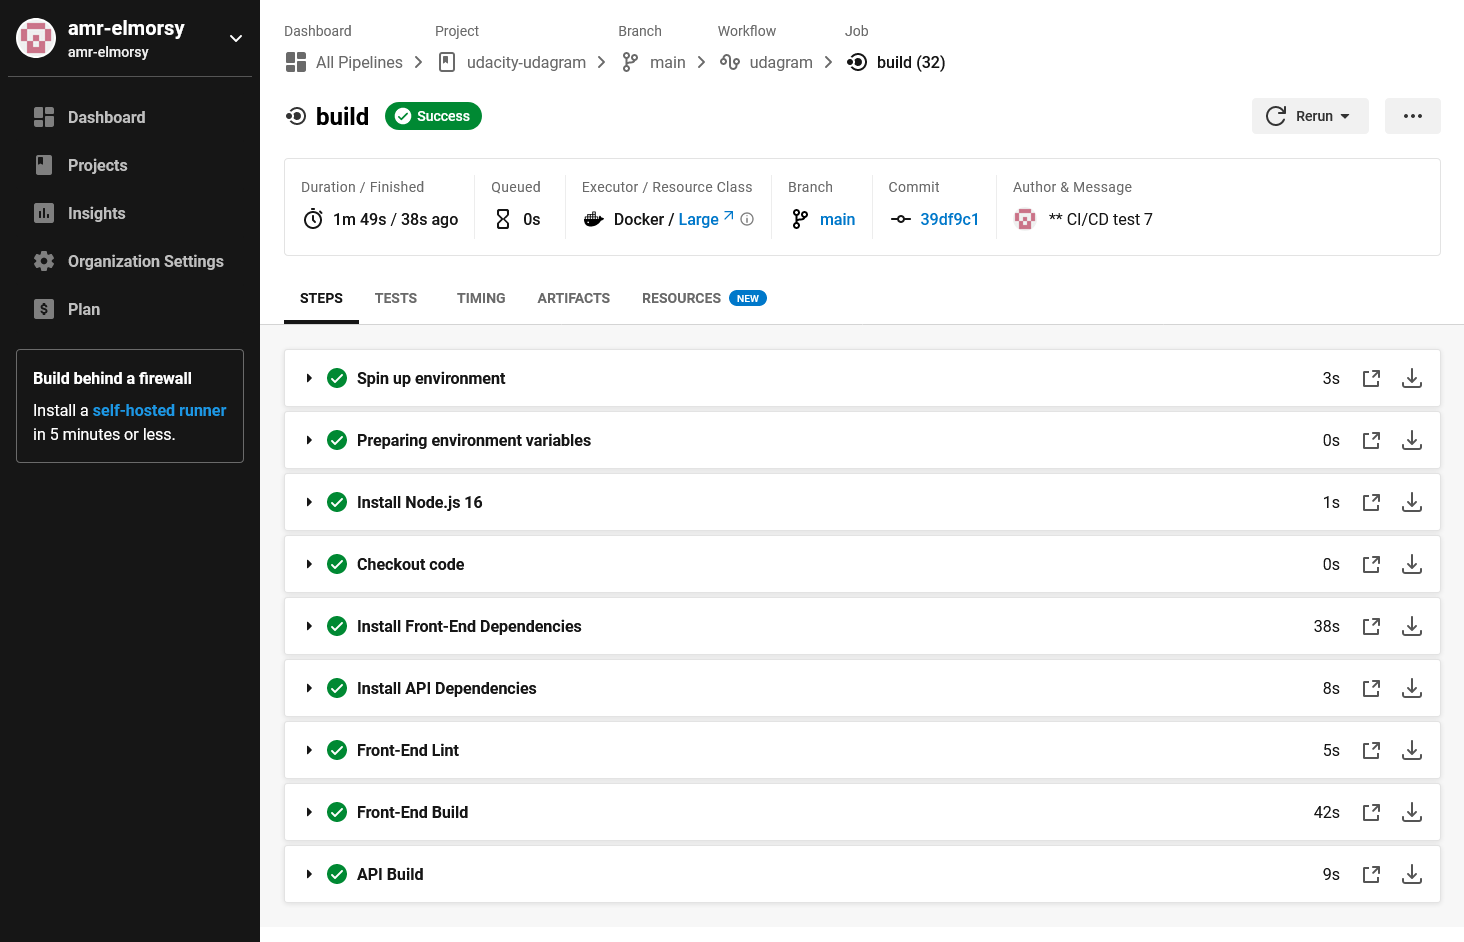 amr-elmorsy
amr-elmorsy
Dashboard
Projects
Insights
Organization Settings
Plan
Build behind a firewall
Install a self-hosted runner
in 5 minutes or less.
Dashboard Project Branch Workflow Job
All Pipelines udacity-udagram main udagram build (32)
build Success Rerun
Duration / Finished Queued Executor / Resource Class Branch Commit Author & Message
1m 49s / 38s ago 0s Docker / Large main 39df9c1 ** CI/CD test 7
STEPS TESTS TIMING ARTIFACTS RESOURCES NEW
Spin up environment 3s
Preparing environment variables 0s
Install Node.js 16 1s
Checkout code 0s
Install Front-End Dependencies 38s
Install API Dependencies 8s
Front-End Lint 5s
Front-End Build 42s
API Build 9s